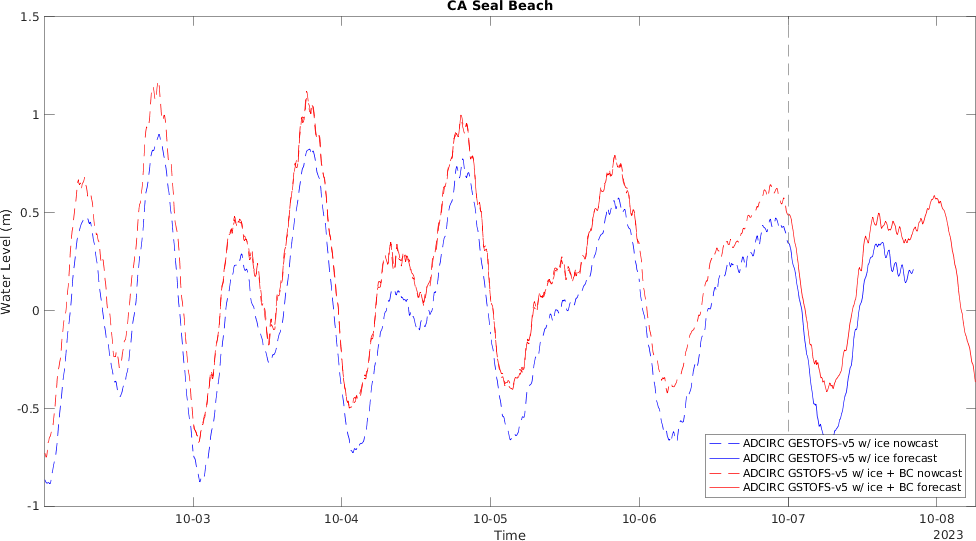 CA Seal Beach
1.5
1
0.5
0
-0.5
-1
Water Level (m)
10-03 10-04 10-05 10-06 10-07 10-08
Time
2023
ADCIRC GESTOFS-v5 w/ ice nowcast
ADCIRC GESTOFS-v5 w/ ice forecast
ADCIRC GSTOFS-v5 w/ ice + BC nowcast
ADCIRC GSTOFS-v5 w/ ice + BC forecast